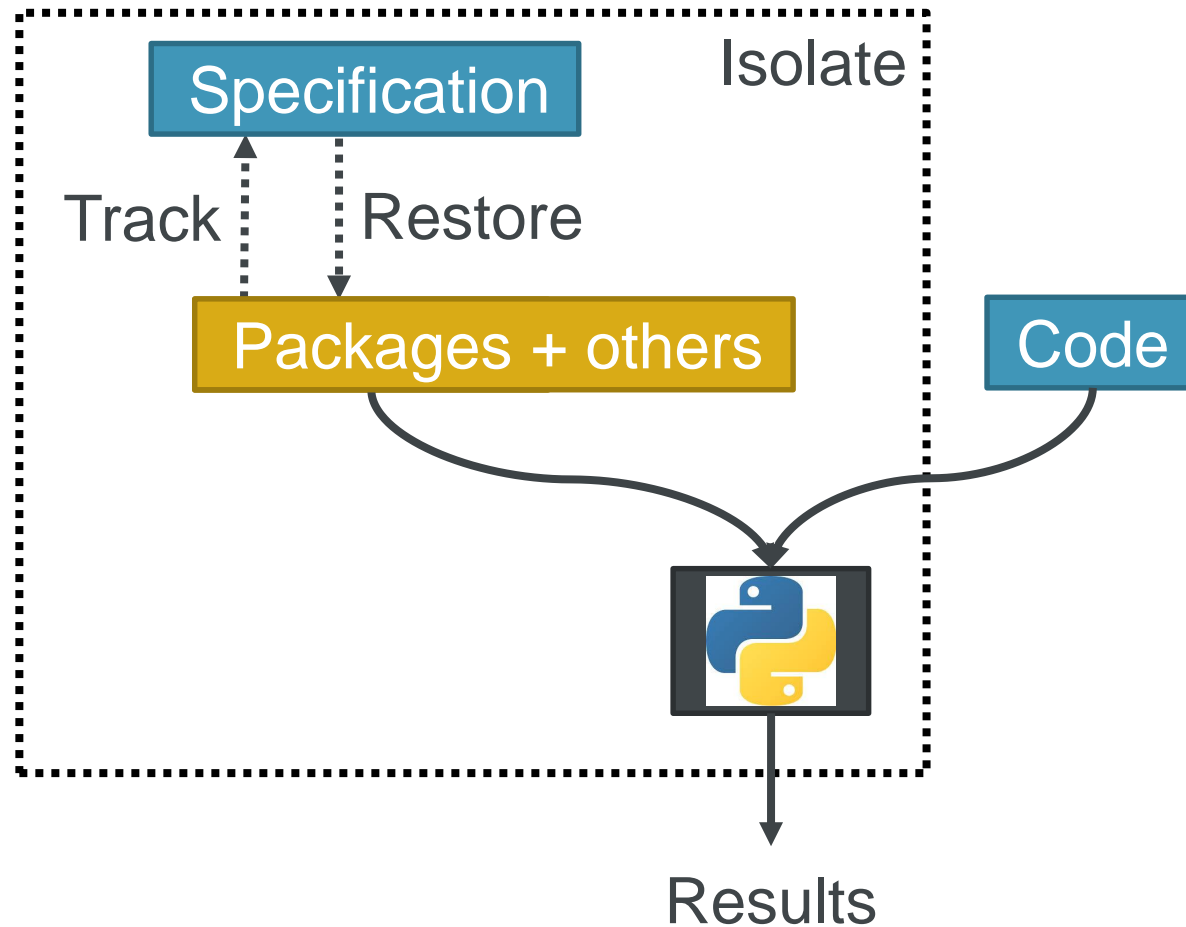 Isolate
Specification
Track
Restore
Packages + others
Code
Results